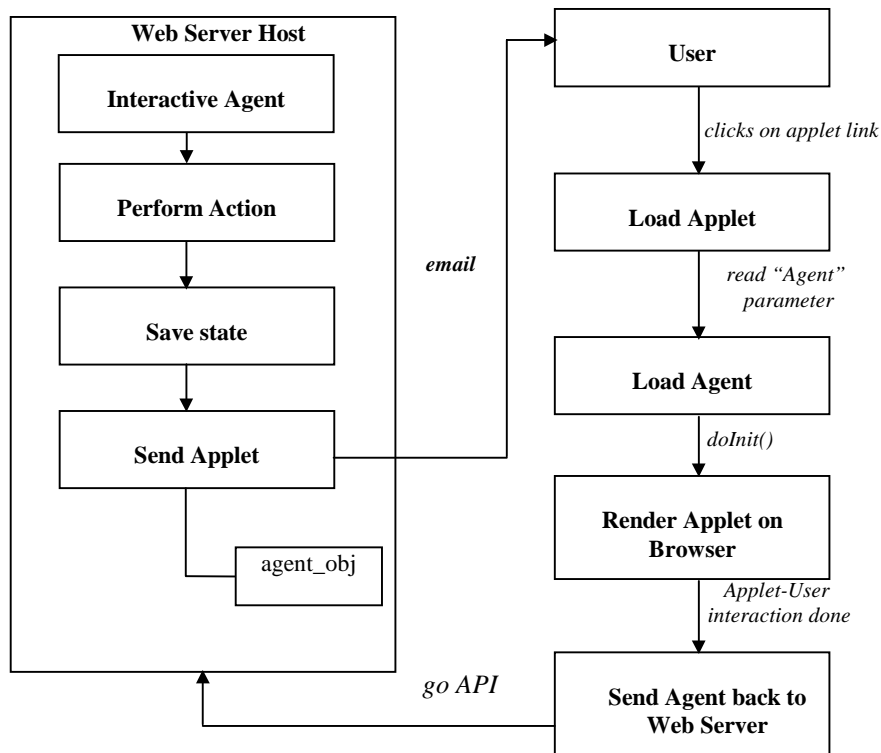 Web Server Host
Interactive Agent
Perform Action
Save state
Send Applet
agent_obj
email
User
clicks on applet link
Load Applet
read “Agent”
parameter
Load Agent
doInit()
Render Applet on
Browser
Applet-User
interaction done
Send Agent back to
Web Server
go API